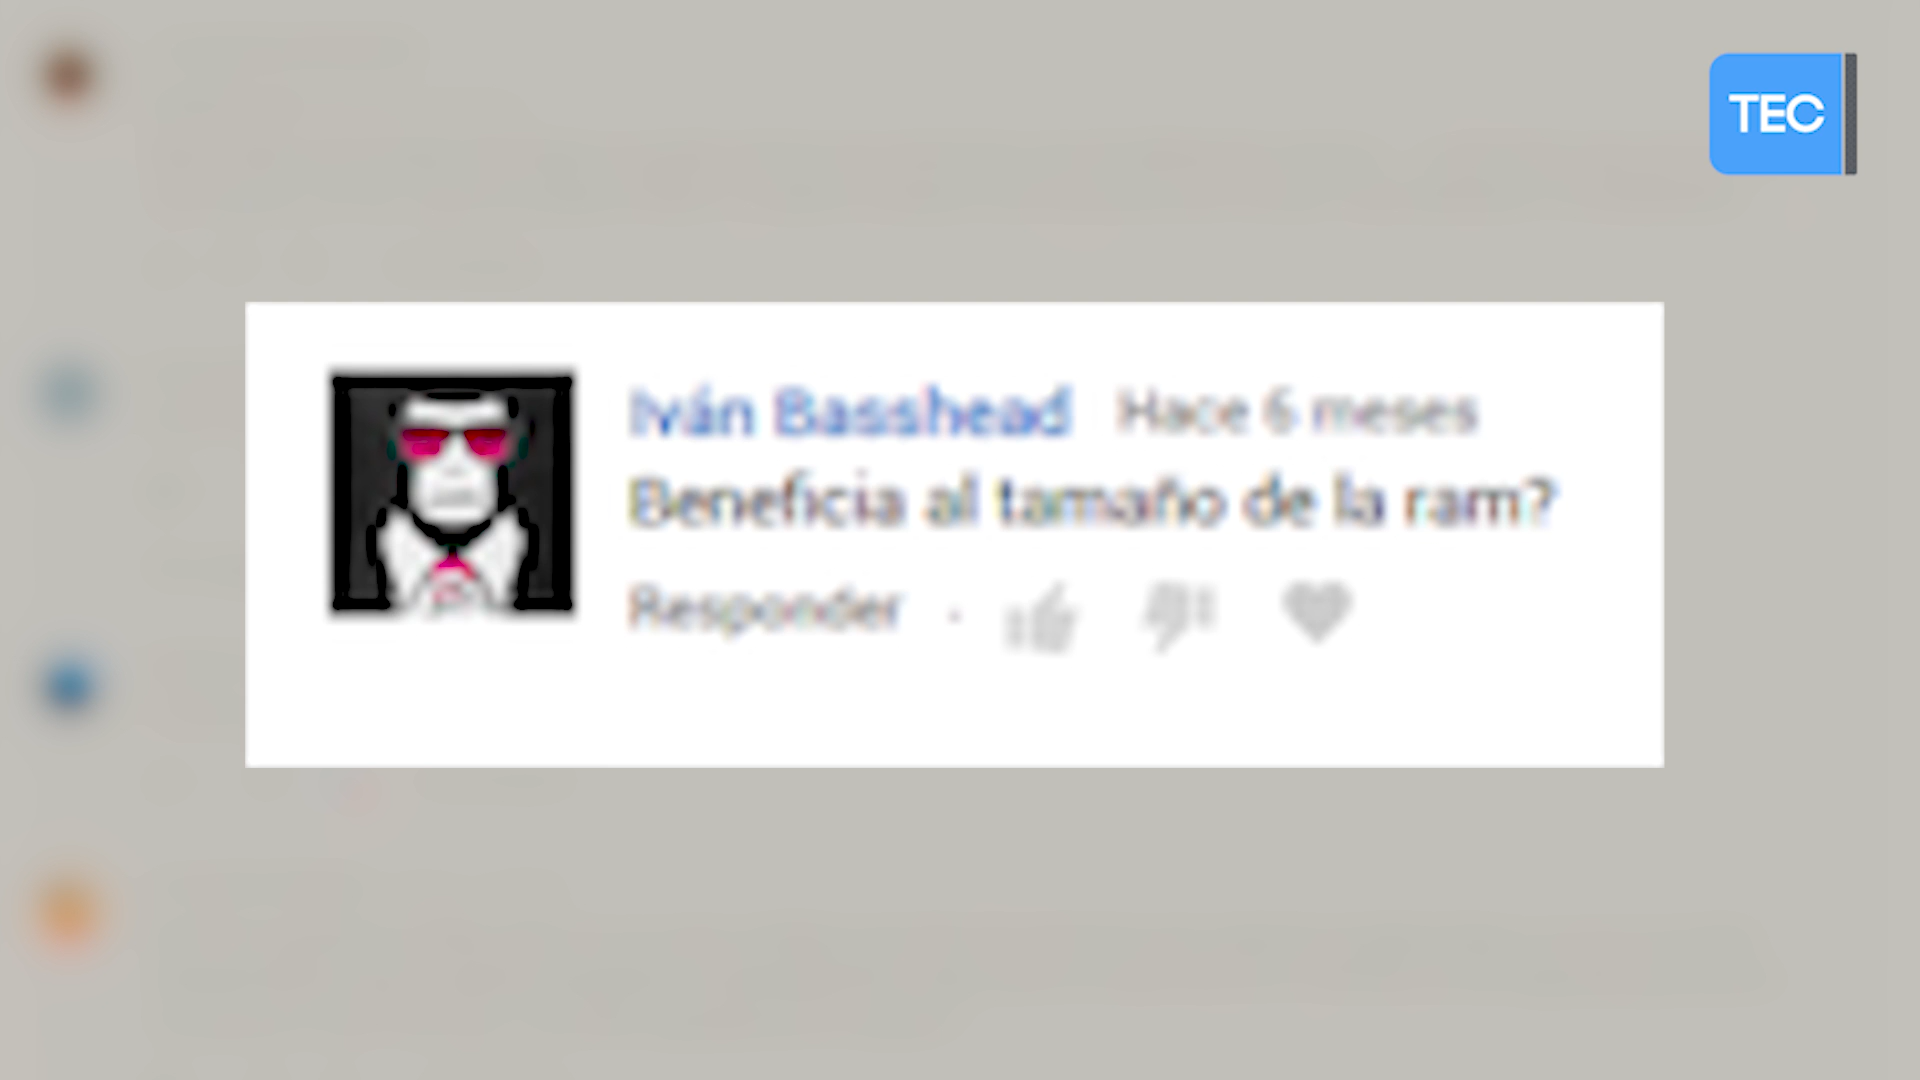 TEC
Iván Basshead Hace 6 meses
Beneficia al tamaño de la ram?
Responder ·